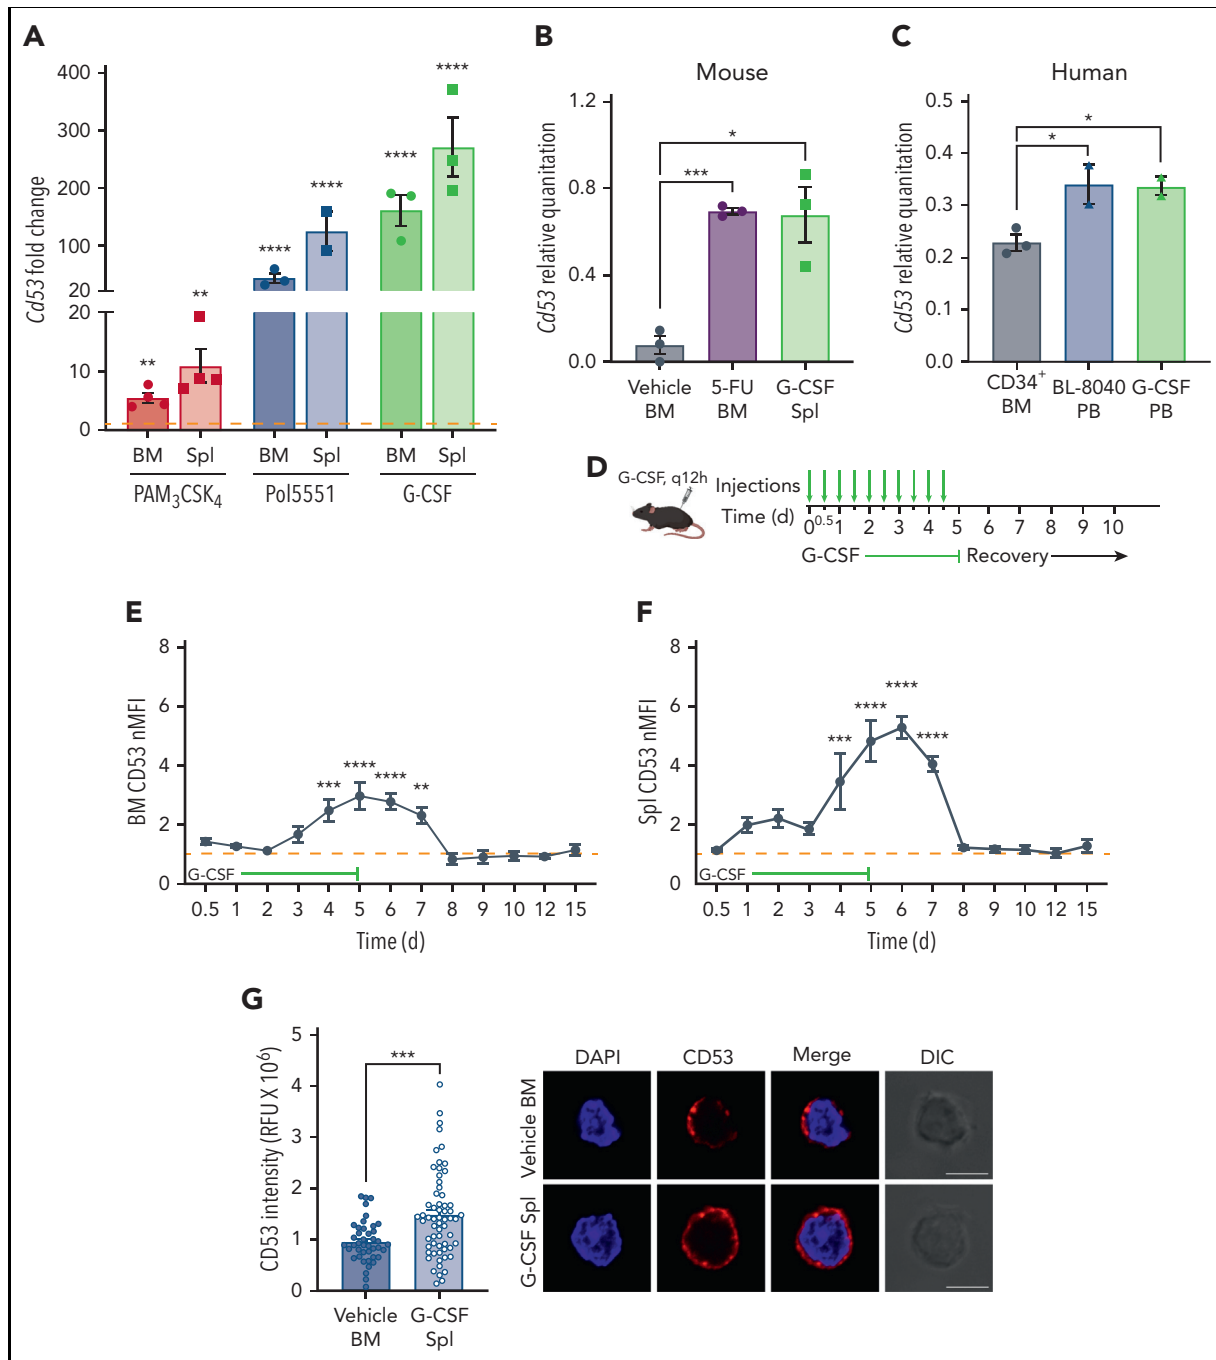 A
Cd53 fold change
400
300
200
100
20
20
10
0
**
**
****
****
****
****
BM
Spl
BM
Spl
BM
Spl
PAM3CSK4
Pol5551
G-CSF
B
Mouse
Cd53 relative quanitation
1.2
0.8
0.4
0.0
*
***
Vehicle
BM
5-FU
BM
G-CSF
Spl
C
Human
Cd53 relative quanitation
0.5
0.4
0.3
0.2
0.1
0.0
*
*
CD34+
BM
BL-8040
PB
G-CSF
PB
D
G-CSF, q12h
Injections
Time (d)
0 0.5 1 2 3 4 5 6 7 8 9 10
G-CSF
Recovery
E
BM CD53 nMFI
8
6
4
2
0
***
****
****
**
G-CSF
0.5 1 2 3 4 5 6 7 8 9 10 12 15
Time (d)
F
Spl CD53 nMFI
8
6
4
2
0
***
****
****
****
G-CSF
0.5 1 2 3 4 5 6 7 8 9 10 12 15
Time (d)
G
CD53 intensity (RFU X 10⁶)
5
4
3
2
1
0
***
Vehicle
BM
G-CSF
Spl
DAPI
CD53
Merge
DIC
Vehicle BM
G-CSF Spl